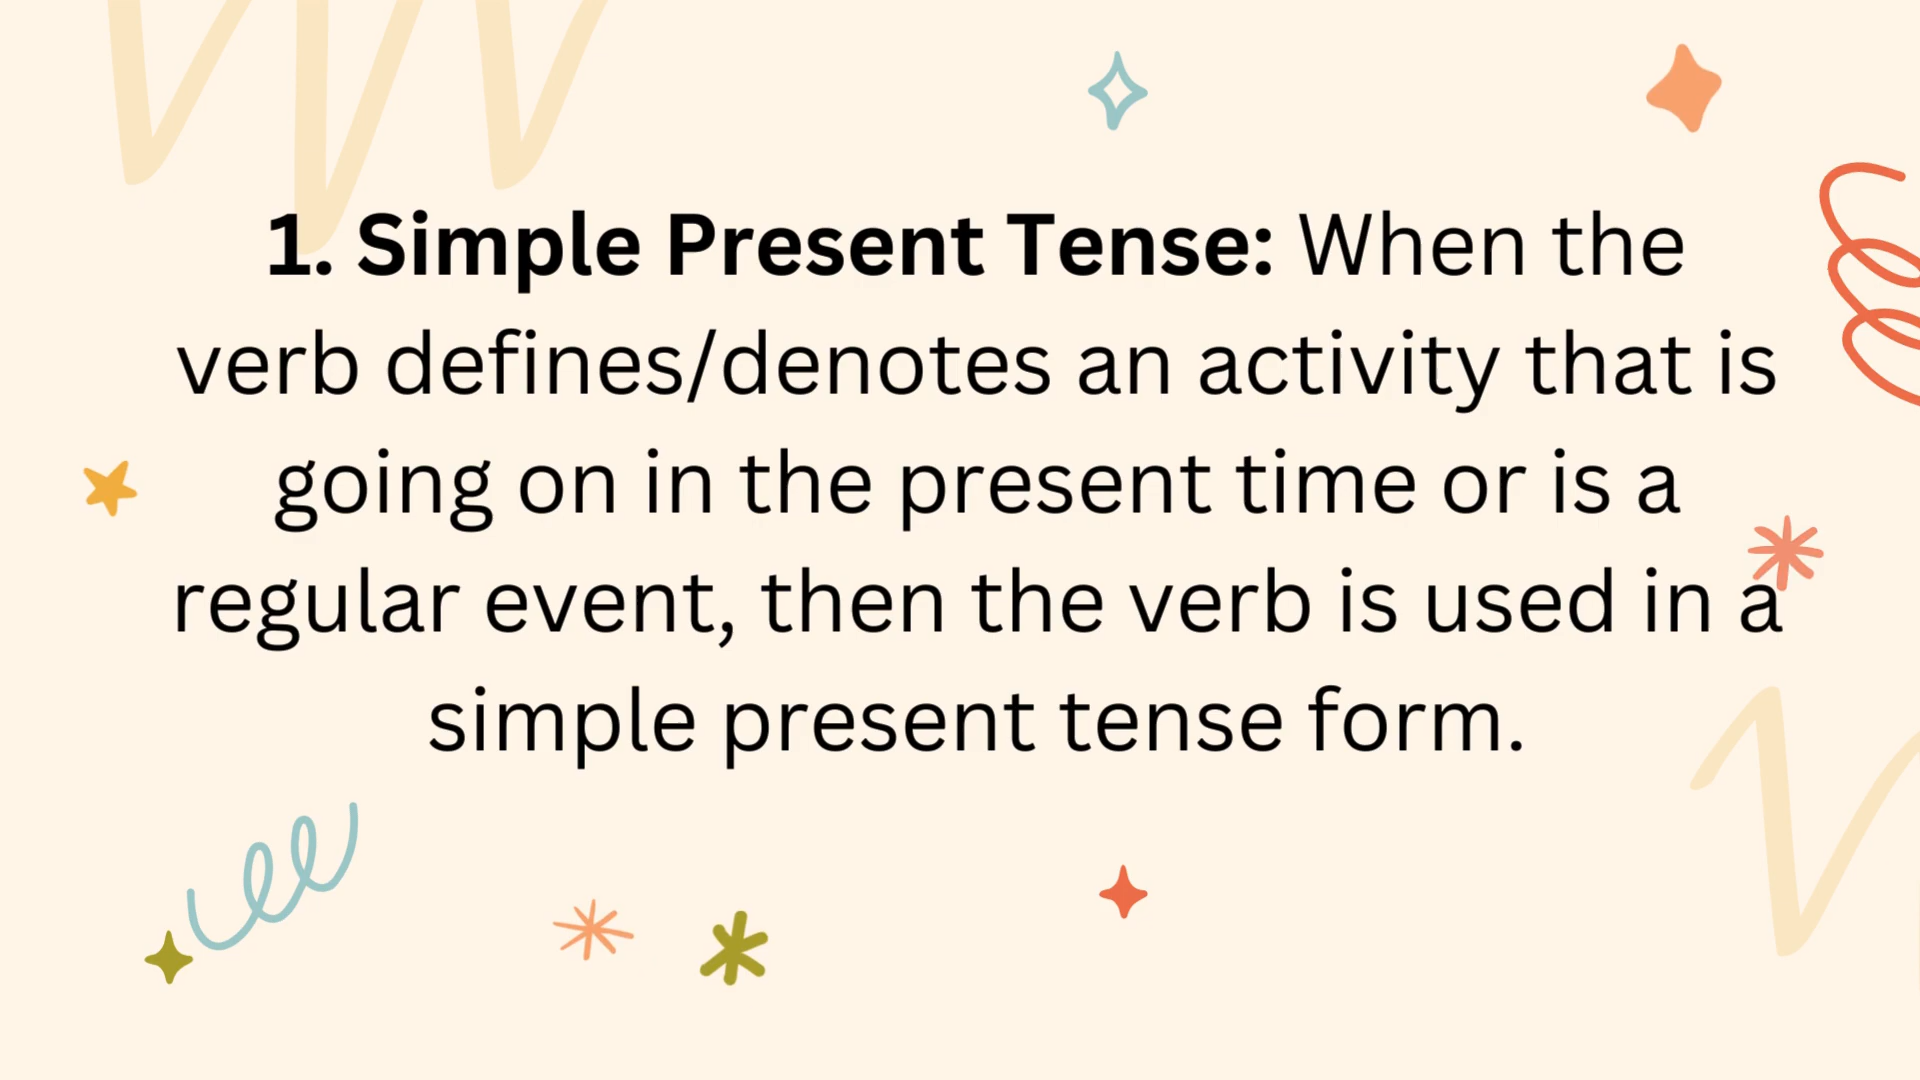 1. Simple Present Tense: When the
verb defines/denotes an activity that is
going on in the present time or is a
regular event, then the verb is used in a
simple present tense form.